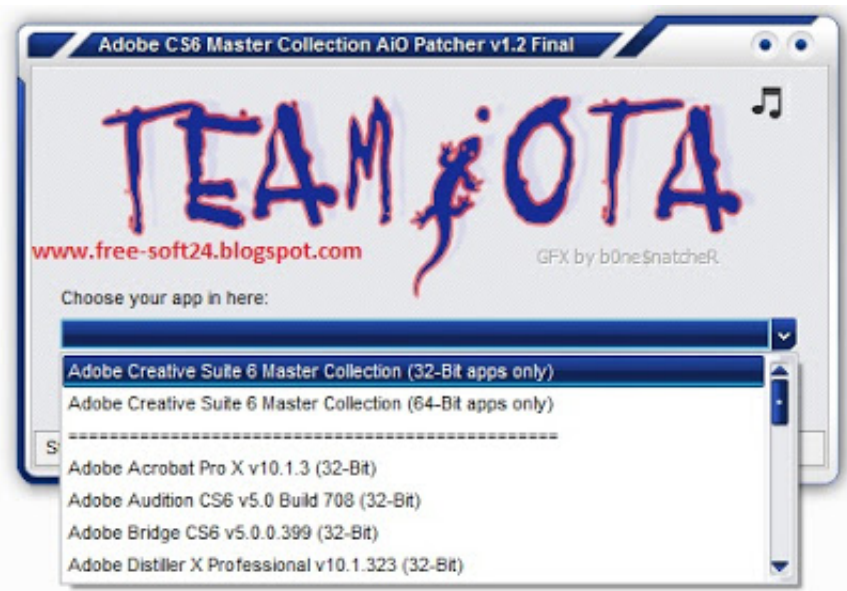 Adobe CS6 Master Collection AiO Patcher v1.2 Final
TEAM iOTA
www.free-soft24.blogspot.com
GFX by b0ne$natcheR
Choose your app in here:
Adobe Creative Suite 6 Master Collection (32-Bit apps only)
Adobe Creative Suite 6 Master Collection (64-Bit apps only)
================================================
Adobe Acrobat Pro X v10.1.3 (32-Bit)
Adobe Audition CS6 v5.0 Build 708 (32-Bit)
Adobe Bridge CS6 v5.0.0.399 (32-Bit)
Adobe Distiller X Professional v10.1.323 (32-Bit)